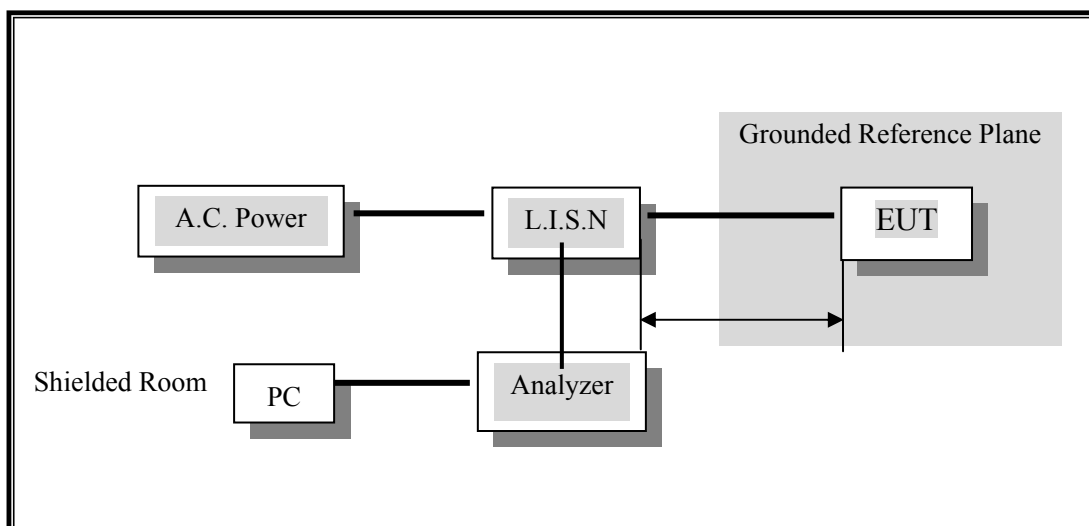 Grounded Reference Plane
A.C. Power
L.I.S.N
EUT
Shielded Room
PC
Analyzer